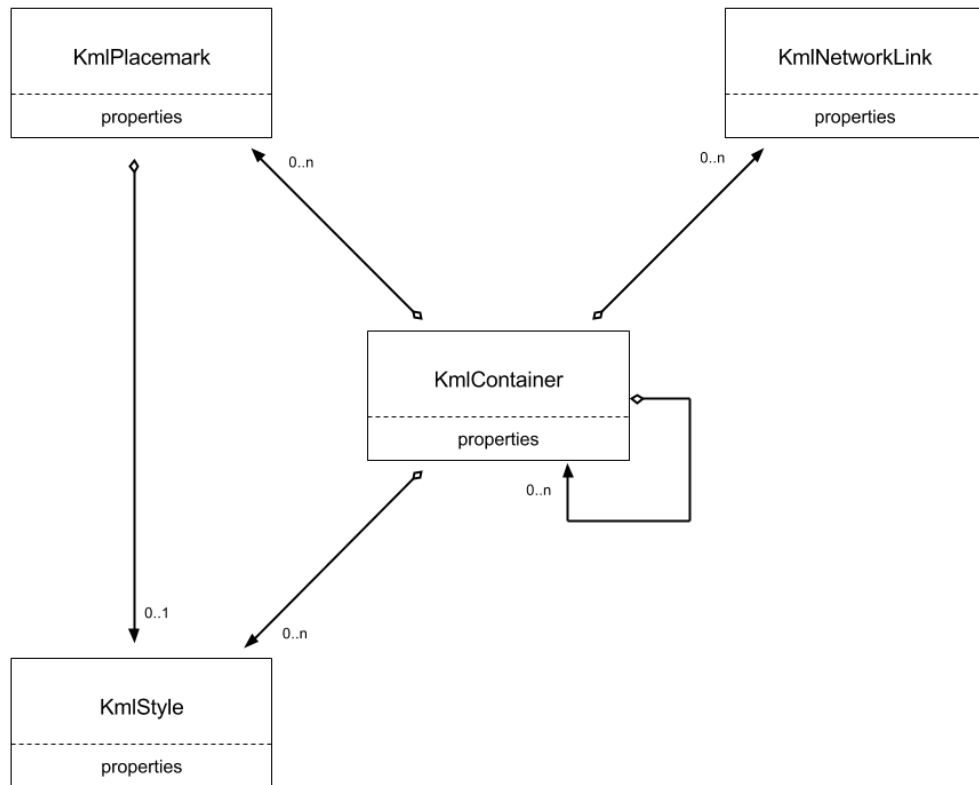 KmlPlacemark
properties
KmlNetworkLink
properties
0..n
0..n
KmlContainer
properties
0..n
0..1
0..n
KmlStyle
properties